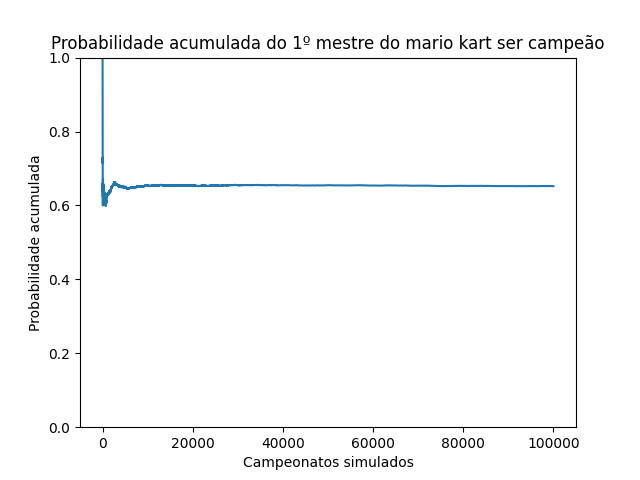 Probabilidade acumulada do 1º mestre do mario kart ser campeão
1.0
0.8
0.6
0.4
0.2
0.0
Probabilidade acumulada
0 20000 40000 60000 80000 100000
Campeonatos simulados